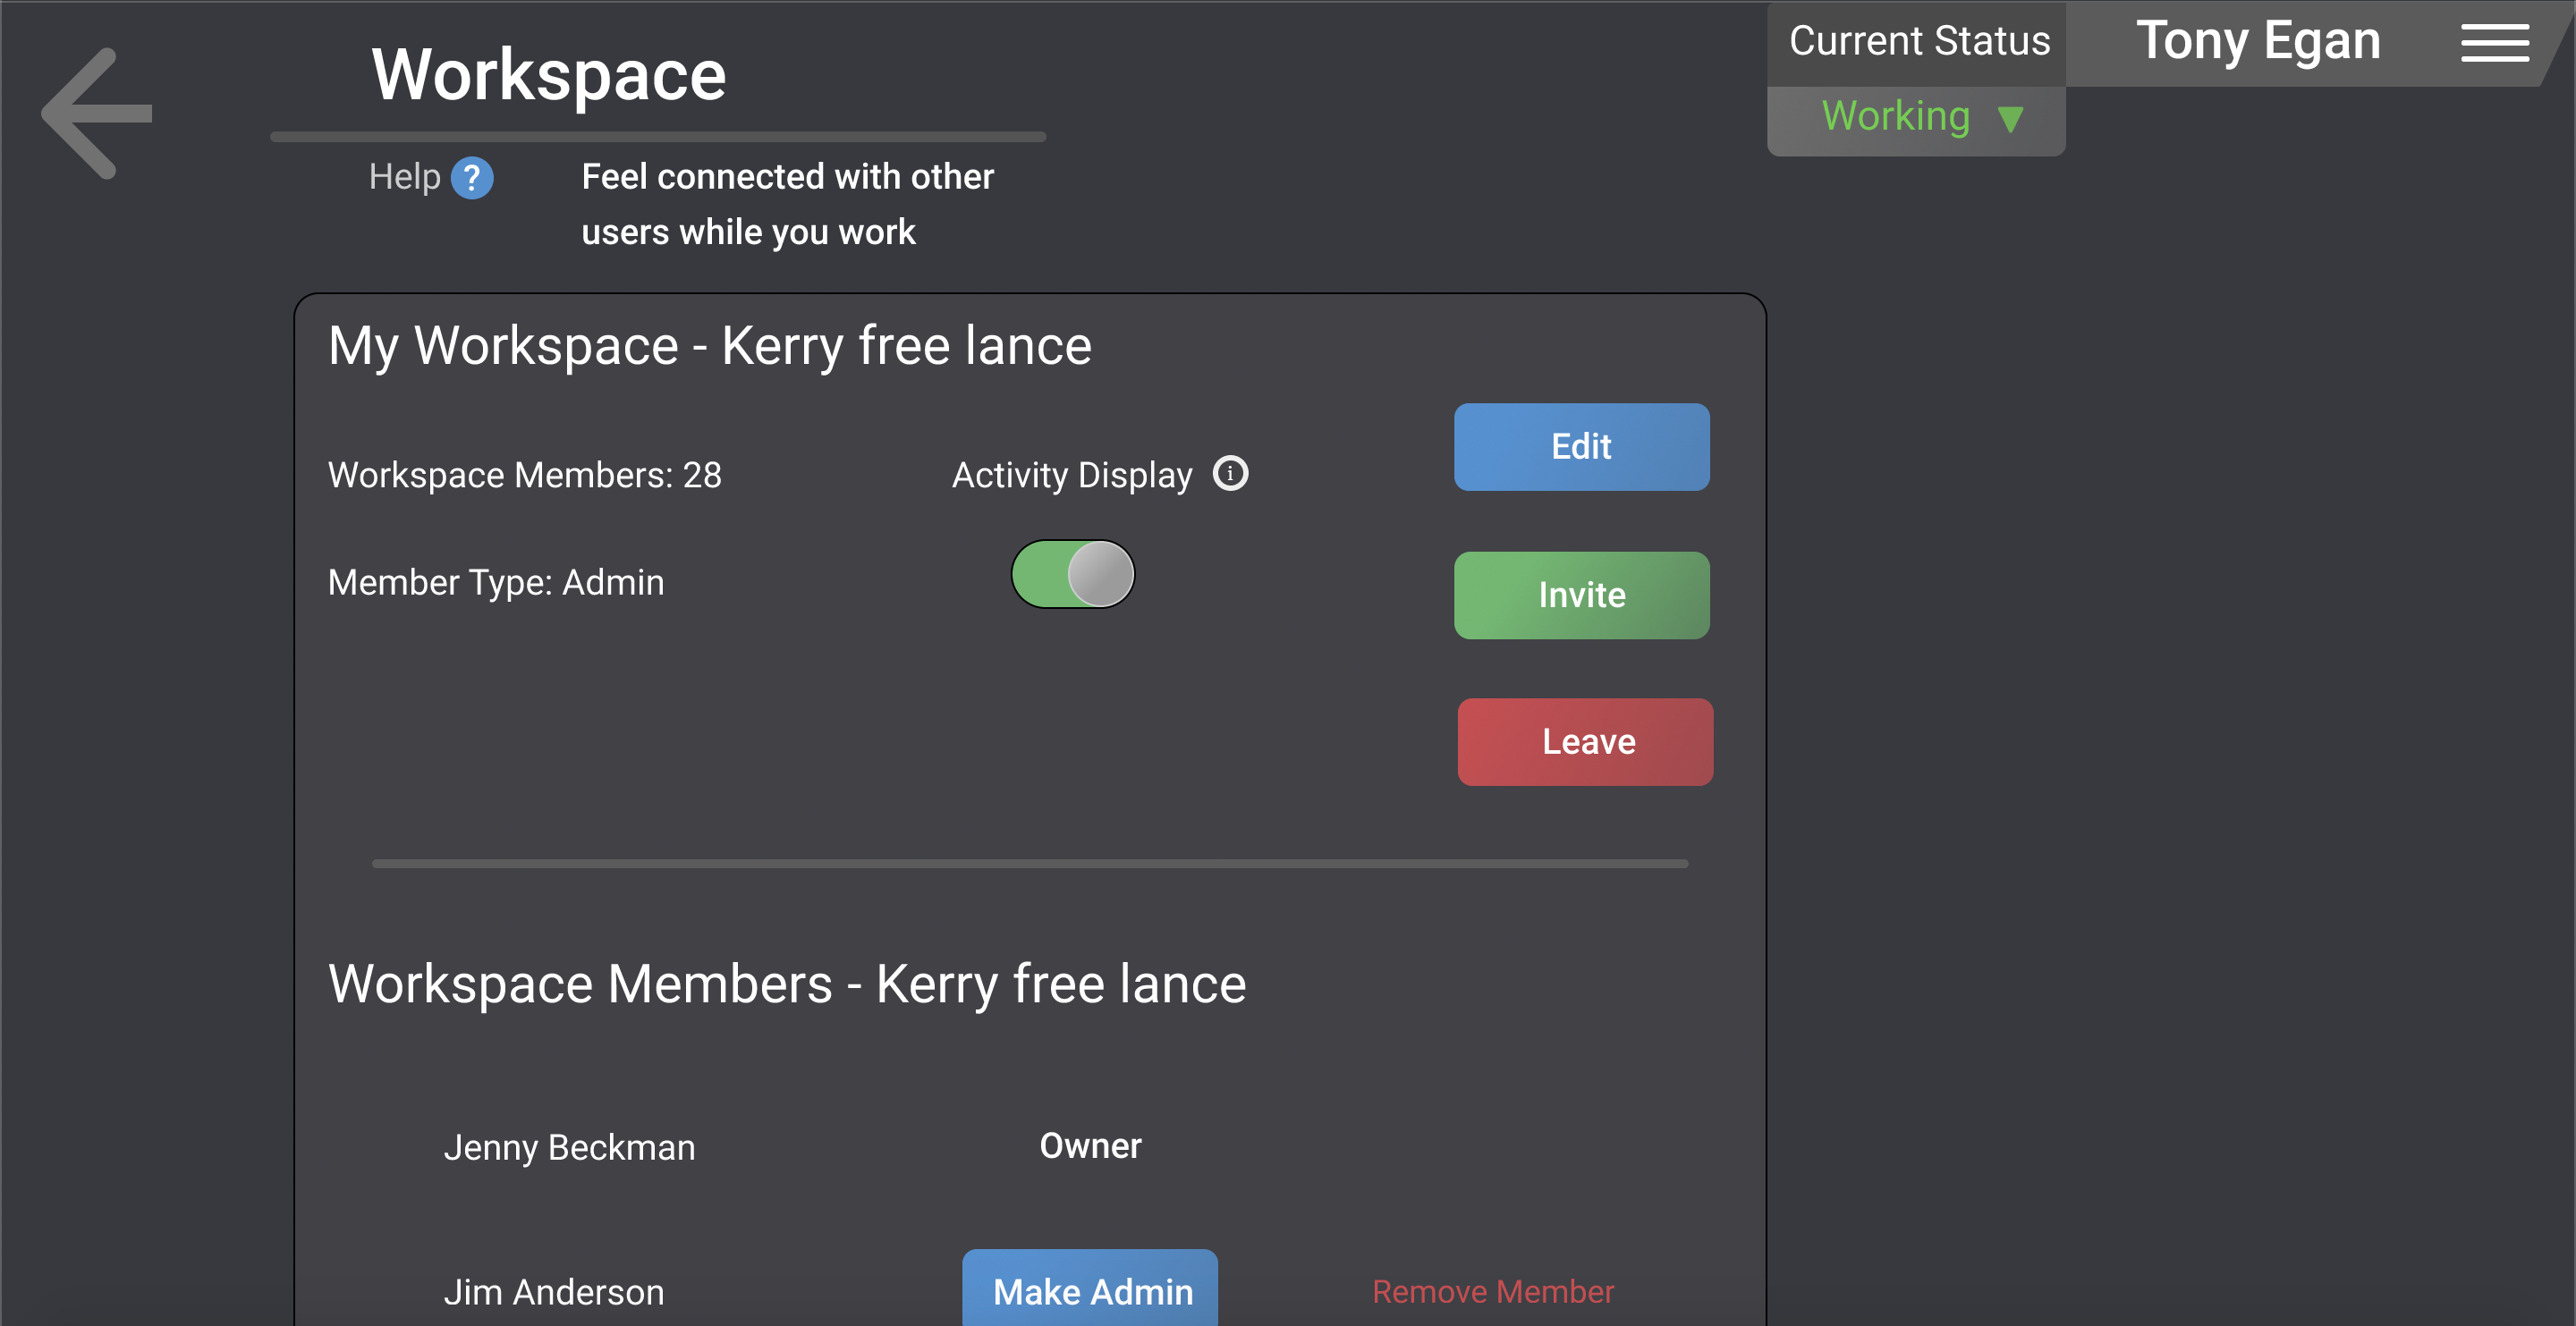 Workspace
Current Status
Tony Egan
Working
Help ?
Feel connected with other
users while you work
My Workspace - Kerry free lance
Workspace Members: 28
Activity Display
Edit
Member Type: Admin
Invite
Leave
Workspace Members - Kerry free lance
Jenny Beckman
Owner
Jim Anderson
Make Admin
Remove Member